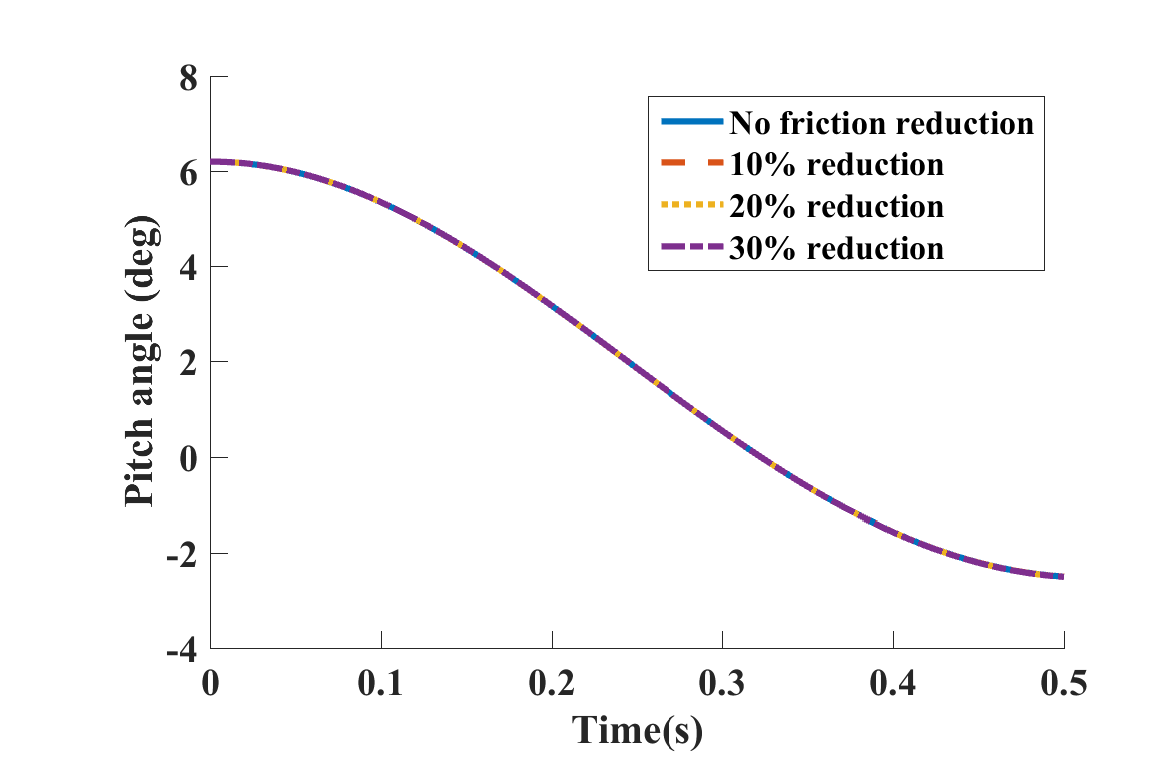 8
6
4
2
0
-2
-4
Pitch angle (deg)
No friction reduction
10% reduction
20% reduction
30% reduction
0 0.1 0.2 0.3 0.4 0.5
Time(s)